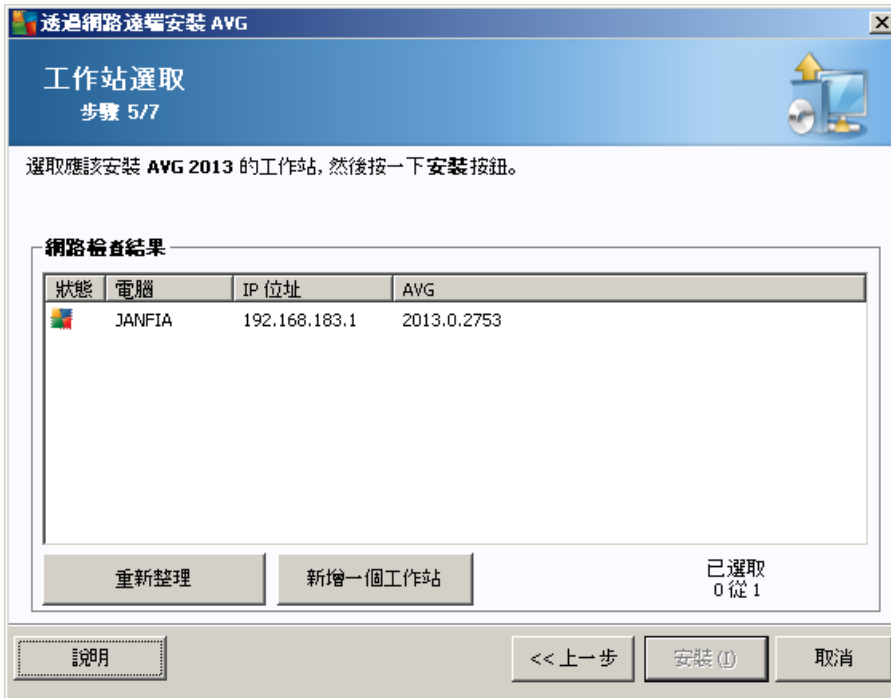 透過網路遠端安裝 AVG
工作站選取
步驟 5/7
選取應該安裝 AVG 2013 的工作站, 然後按一下安裝按鈕。
網路檢查結果
狀態 電腦 IP 位址 AVG
JANFIA 192.168.183.1 2013.0.2753
重新整理 新增一個工作站 已選取
0 從 1
說明 << 上一步 安裝 (I) 取消